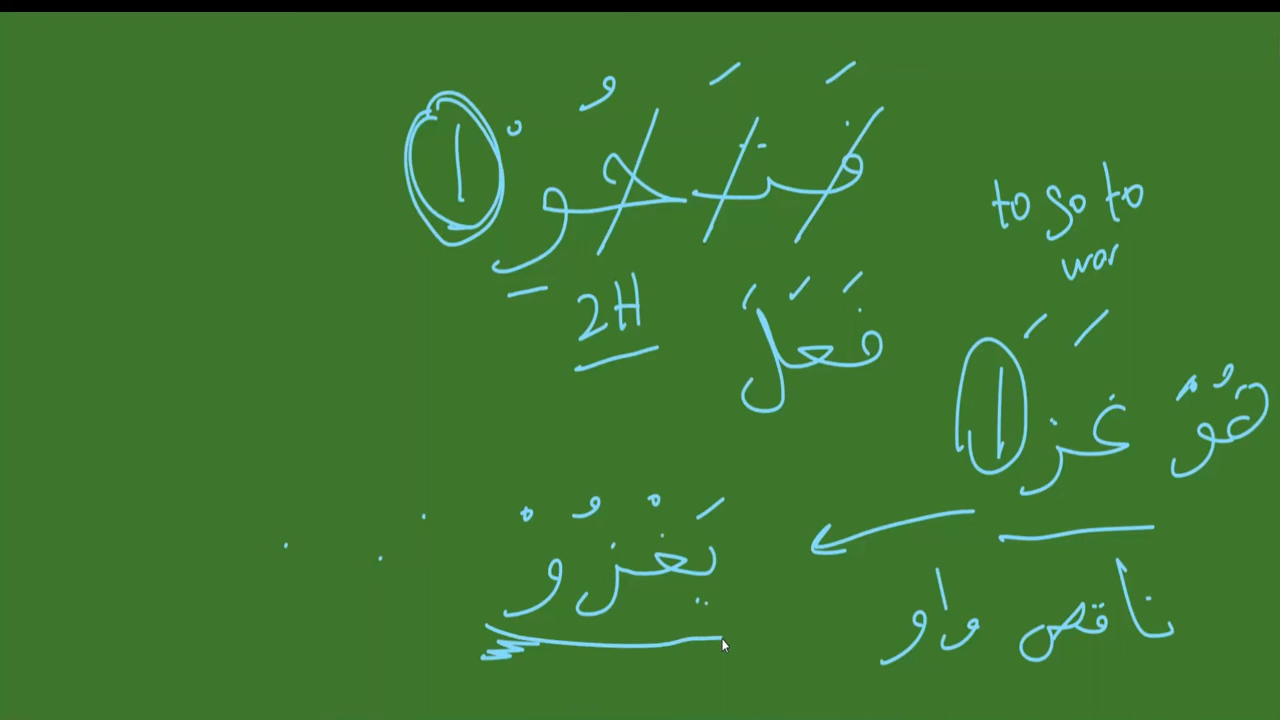 فَتَحُوْا
to go to
war
2H
فَعَلَ
هُوَ غَزَا
يَغْزُوْ
ناقص واو